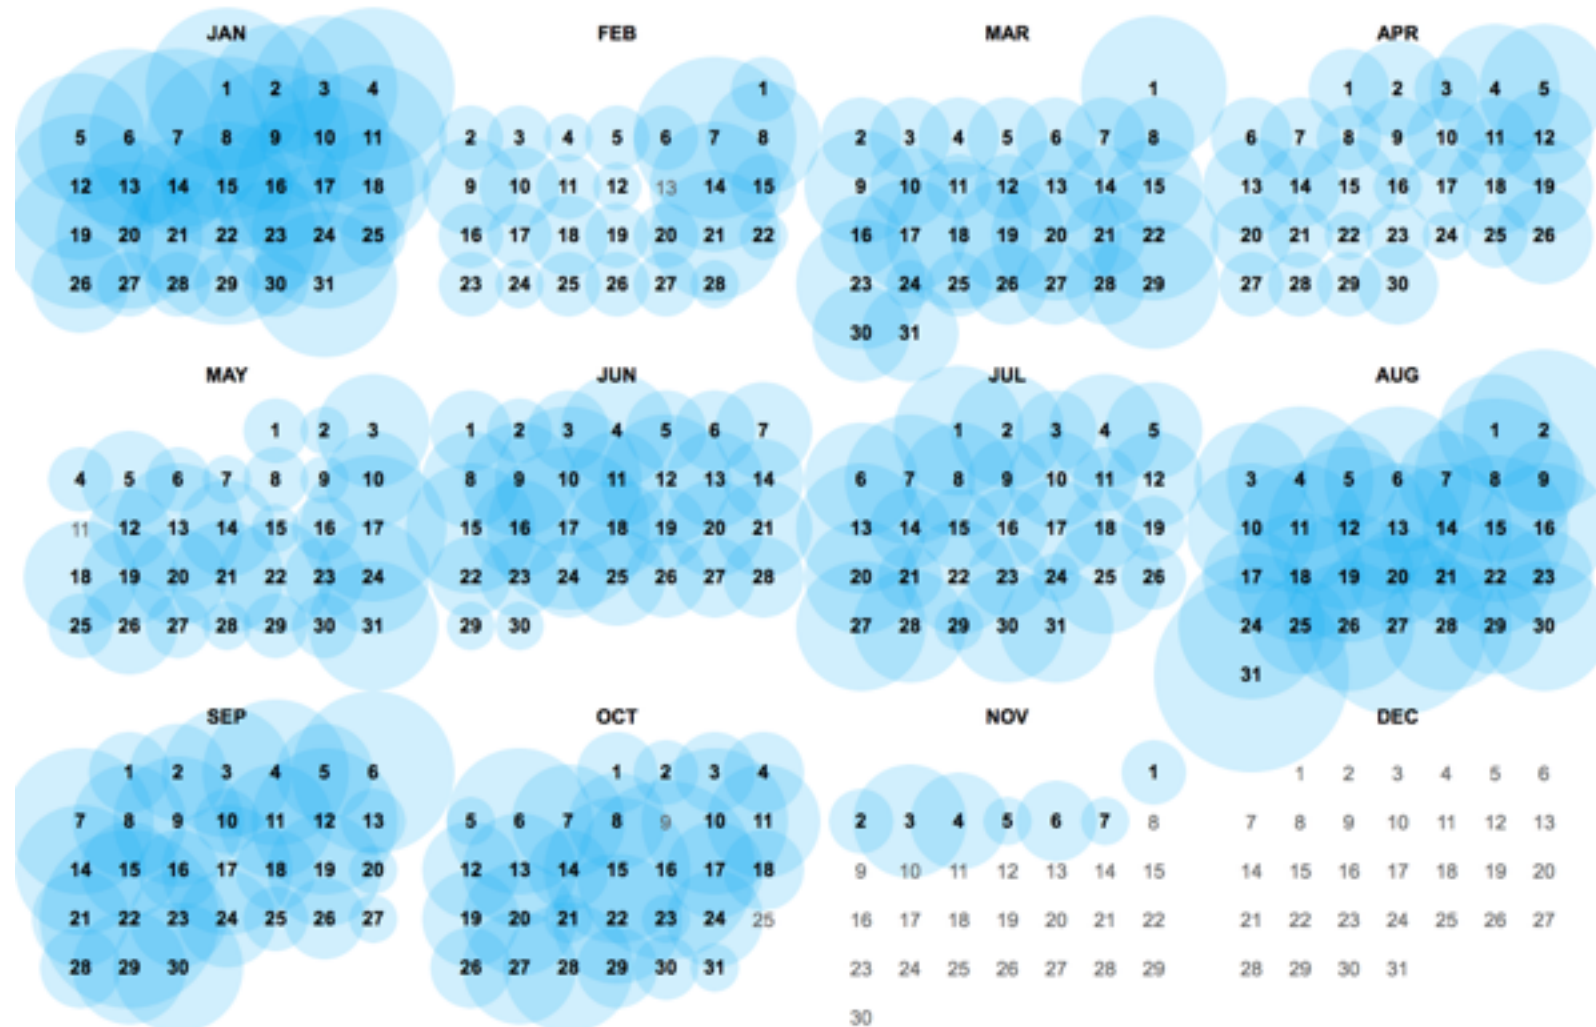 JAN FEB MAR APR
1 2 3 4 1 1 1 2 3 4 5
5 6 7 8 9 10 11 2 3 4 5 6 7 8 2 3 4 5 6 7 8 6 7 8 9 10 11 12
12 13 14 15 16 17 18 9 10 11 12 13 14 15 9 10 11 12 13 14 15 13 14 15 16 17 18 19
19 20 21 22 23 24 25 16 17 18 19 20 21 22 16 17 18 19 20 21 22 20 21 22 23 24 25 26
26 27 28 29 30 31 23 24 25 26 27 28 23 24 25 26 27 28 29 27 28 29 30
30 31
MAY JUN JUL AUG
1 2 3 1 2 3 4 5 6 7 1 2 3 4 5 1 2
4 5 6 7 8 9 10 8 9 10 11 12 13 14 6 7 8 9 10 11 12 3 4 5 6 7 8 9
11 12 13 14 15 16 17 15 16 17 18 19 20 21 13 14 15 16 17 18 19 10 11 12 13 14 15 16
18 19 20 21 22 23 24 22 23 24 25 26 27 28 20 21 22 23 24 25 26 17 18 19 20 21 22 23
25 26 27 28 29 30 31 29 30 27 28 29 30 31 24 25 26 27 28 29 30
31
SEP OCT NOV DEC
1 2 3 4 5 6 1 2 3 4 1 1 2 3 4 5 6
7 8 9 10 11 12 13 5 6 7 8 9 10 11 2 3 4 5 6 7 8 7 8 9 10 11 12 13
14 15 16 17 18 19 20 12 13 14 15 16 17 18 9 10 11 12 13 14 15 14 15 16 17 18 19 20
21 22 23 24 25 26 27 19 20 21 22 23 24 25 16 17 18 19 20 21 22 21 22 23 24 25 26 27
28 29 30 26 27 28 29 30 31 23 24 25 26 27 28 29 28 29 30 31
30